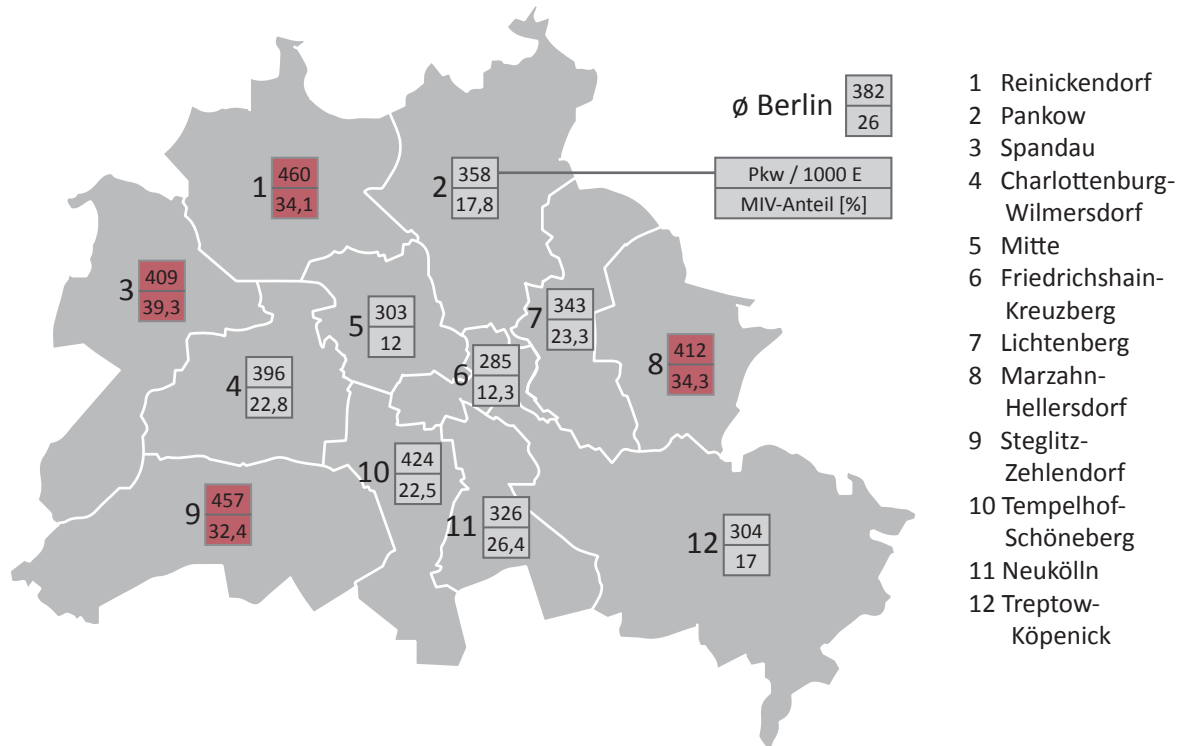 ø Berlin
382
26
Pkw / 1000 E
MIV-Anteil [%]
1
460
34,1
2
358
17,8
3
409
39,3
4
396
22,8
5
303
12
6
285
12,3
7
343
23,3
8
412
34,3
9
457
32,4
10
424
22,5
11
326
26,4
12
304
17
1 Reinickendorf
2 Pankow
3 Spandau
4 Charlottenburg-
Wilmersdorf
5 Mitte
6 Friedrichshain-
Kreuzberg
7 Lichtenberg
8 Marzahn-
Hellersdorf
9 Steglitz-
Zehlendorf
10 Tempelhof-
Schöneberg
11 Neukölln
12 Treptow-
Köpenick